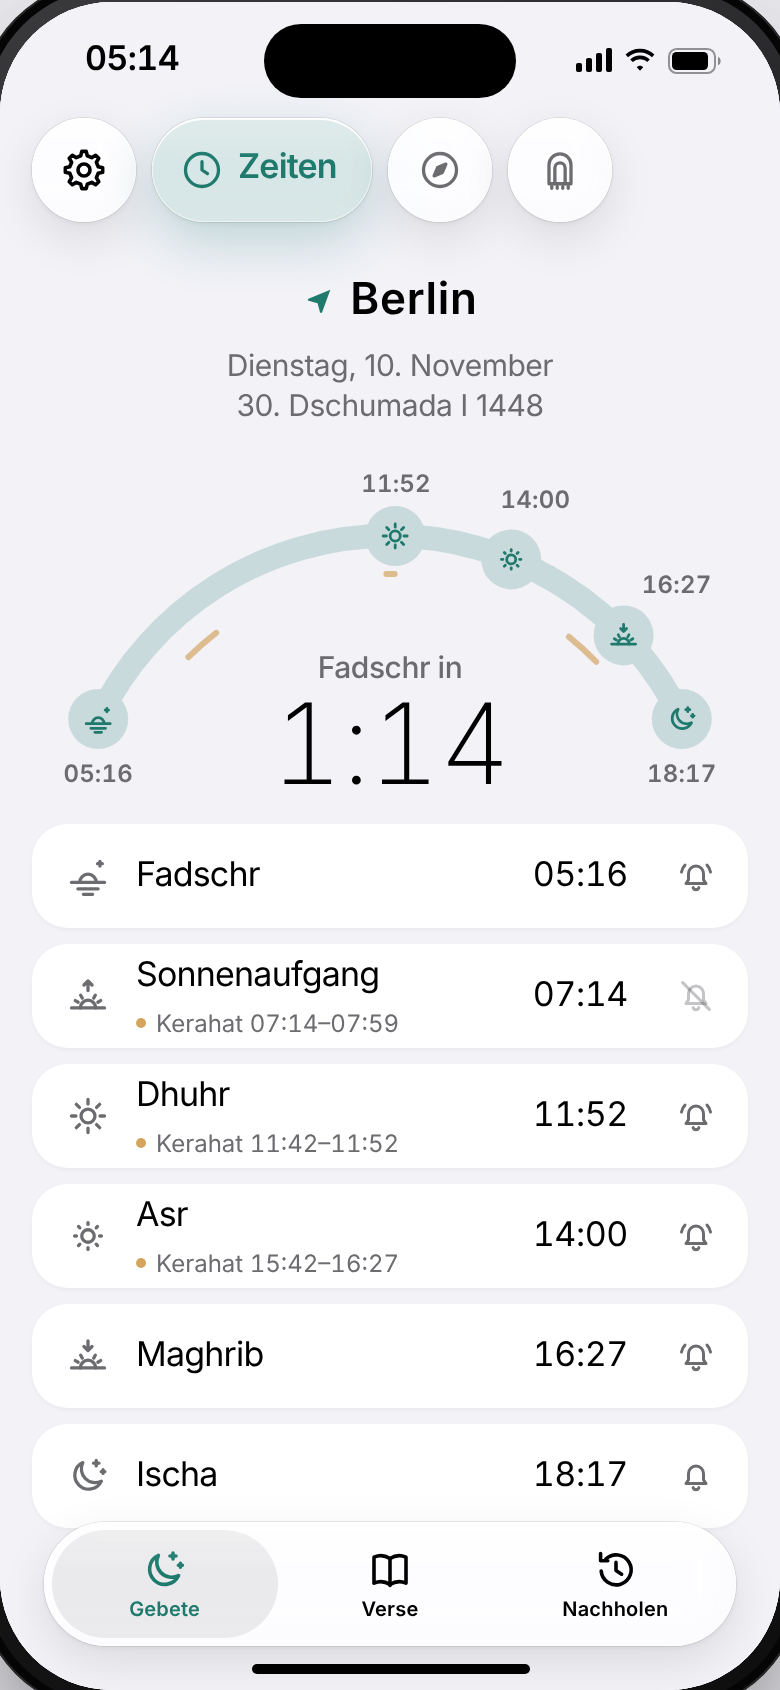 05:14
Zeiten
Berlin
Dienstag, 10. November
30. Dschumada I 1448
11:52
14:00
16:27
Fadschr in
1:14
05:16
18:17
Fadschr 05:16
Sonnenaufgang 07:14
Kerahat 07:14–07:59
Dhuhr 11:52
Kerahat 11:42–11:52
Asr 14:00
Kerahat 15:42–16:27
Maghrib 16:27
Ischa 18:17
Gebete Verse Nachholen